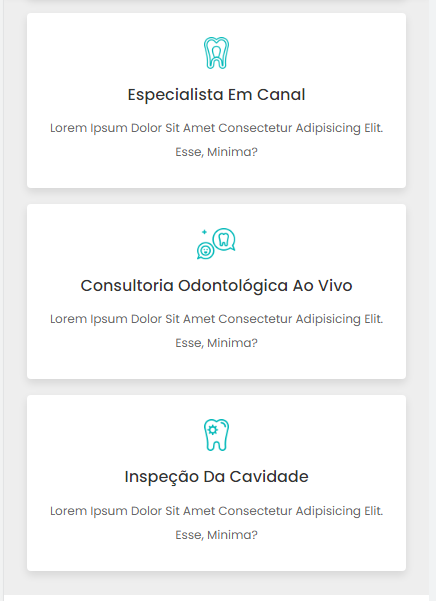 Especialista Em Canal
Lorem Ipsum Dolor Sit Amet Consectetur Adipisicing Elit.
Esse, Minima?
Consultoria Odontológica Ao Vivo
Lorem Ipsum Dolor Sit Amet Consectetur Adipisicing Elit.
Esse, Minima?
Inspeção Da Cavidade
Lorem Ipsum Dolor Sit Amet Consectetur Adipisicing Elit.
Esse, Minima?